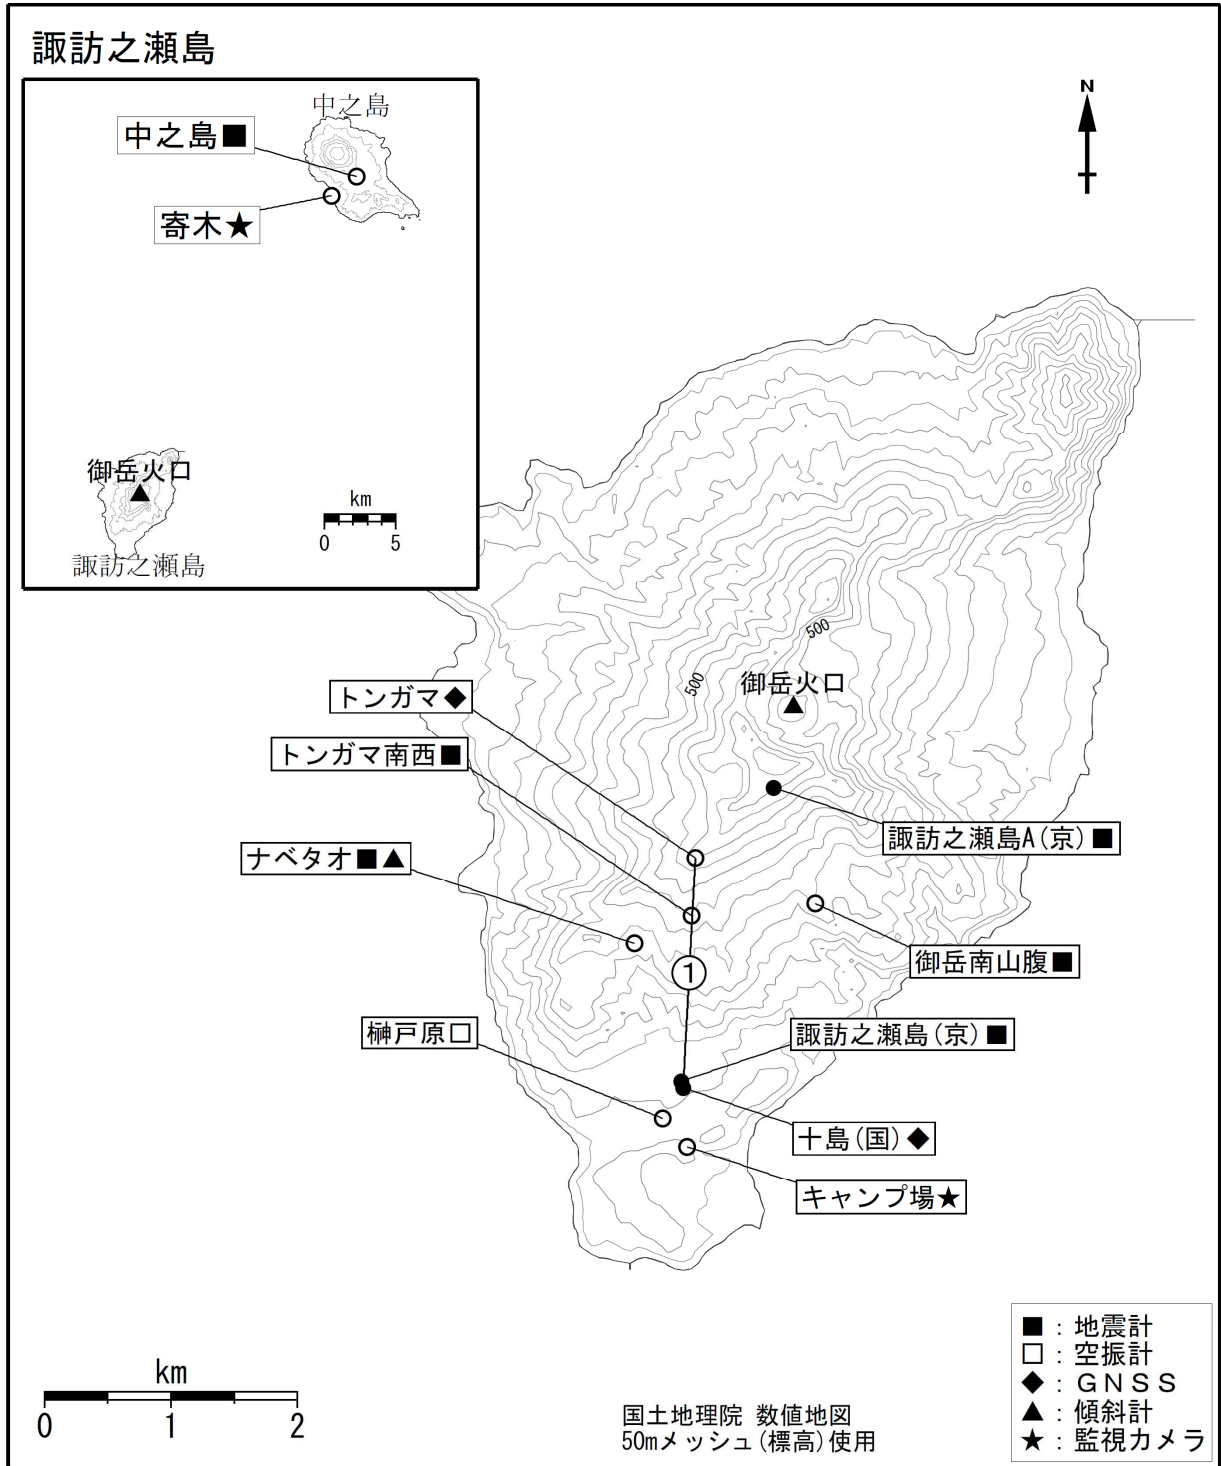 諏訪之瀬島
中之島
中之島■
寄木★
御岳火口
km
0 5
諏訪之瀬島
N
500
500
御岳火口
トンガマ◆
トンガマ南西■
諏訪之瀬島A(京)■
ナベタオ■▲
御岳南山腹■
①
榊戸原□
諏訪之瀬島(京)■
十島(国)◆
キャンプ場★
■:地震計
□:空振計
◆:GNSS
▲:傾斜計
★:監視カメラ
km
0 1 2
国土地理院 数値地図
50mメッシュ(標高)使用